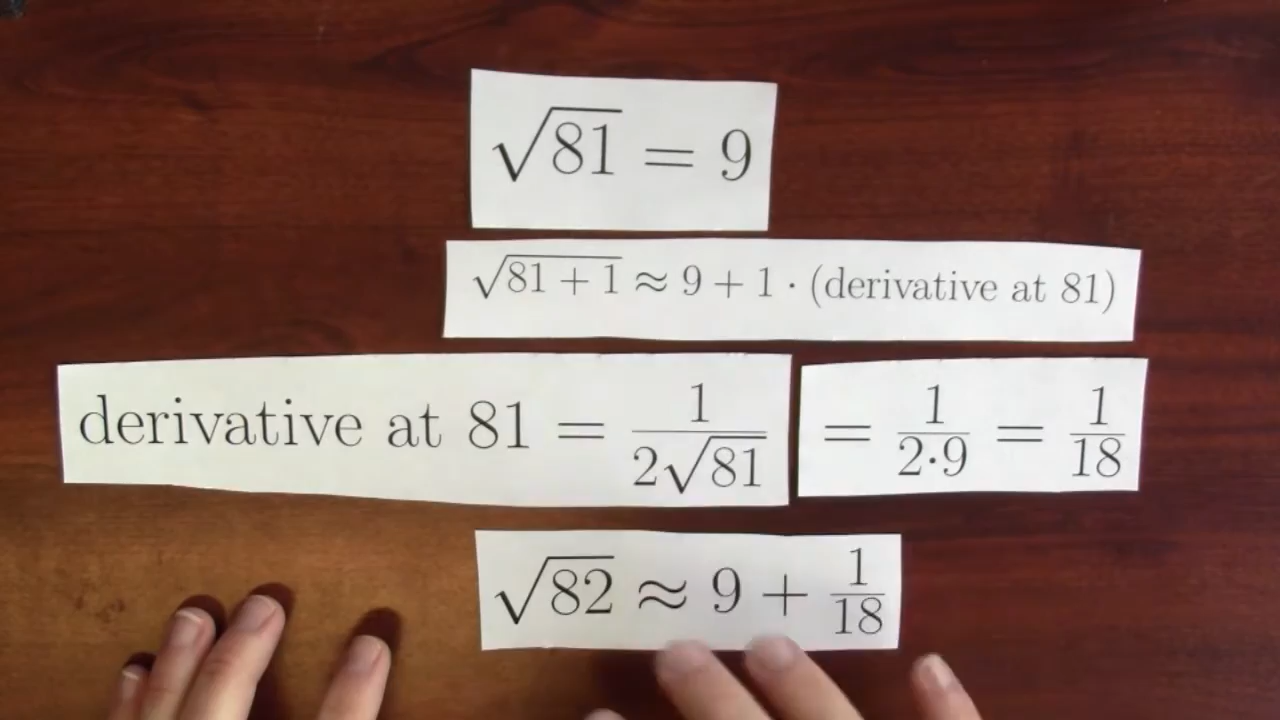 √81 = 9
√81 + 1 ≈ 9 + 1 · (derivative at 81)
derivative at 81 = 1/2√81 = 1/2·9 = 1/18
√82 ≈ 9 + 1/18